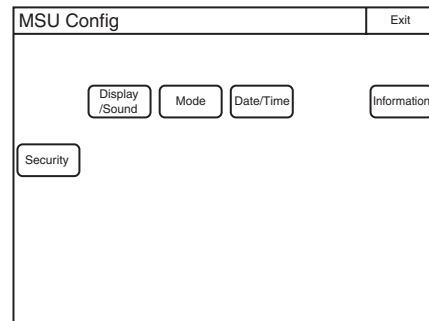 MSU Config
Exit
Display
/Sound
Mode
Date/Time
Information
Security